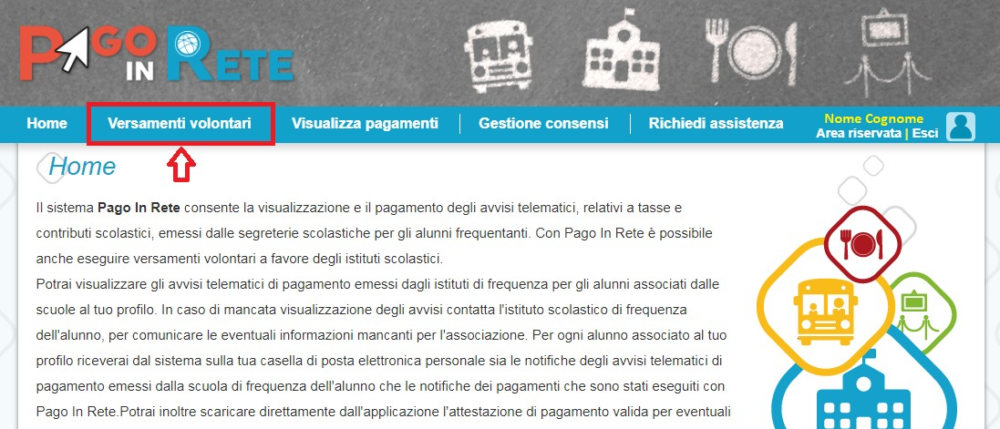 PAGO IN RETE
Home
Versamenti volontari
Visualizza pagamenti
Gestione consensi
Richiedi assistenza
Nome Cognome
Area riservata | Esci
Home
Il sistema Pago In Rete consente la visualizzazione e il pagamento degli avvisi telematici, relativi a tasse e
contributi scolastici, emessi dalle segreterie scolastiche per gli alunni frequentanti. Con Pago In Rete è possibile
anche eseguire versamenti volontari a favore degli istituti scolastici.
Potrai visualizzare gli avvisi telematici di pagamento emessi dagli istituti di frequenza per gli alunni associati dalle
scuole al tuo profilo. In caso di mancata visualizzazione degli avvisi contatta l'istituto scolastico di frequenza
dell'alunno, per comunicare le eventuali informazioni mancanti per l'associazione. Per ogni alunno associato al tuo
profilo riceverai dal sistema sulla tua casella di posta elettronica personale sia le notifiche degli avvisi telematici di
pagamento emessi dalla scuola di frequenza dell'alunno che le notifiche dei pagamenti che sono stati eseguiti con
Pago In Rete.Potrai inoltre scaricare direttamente dall'applicazione l'attestazione di pagamento valida per eventuali